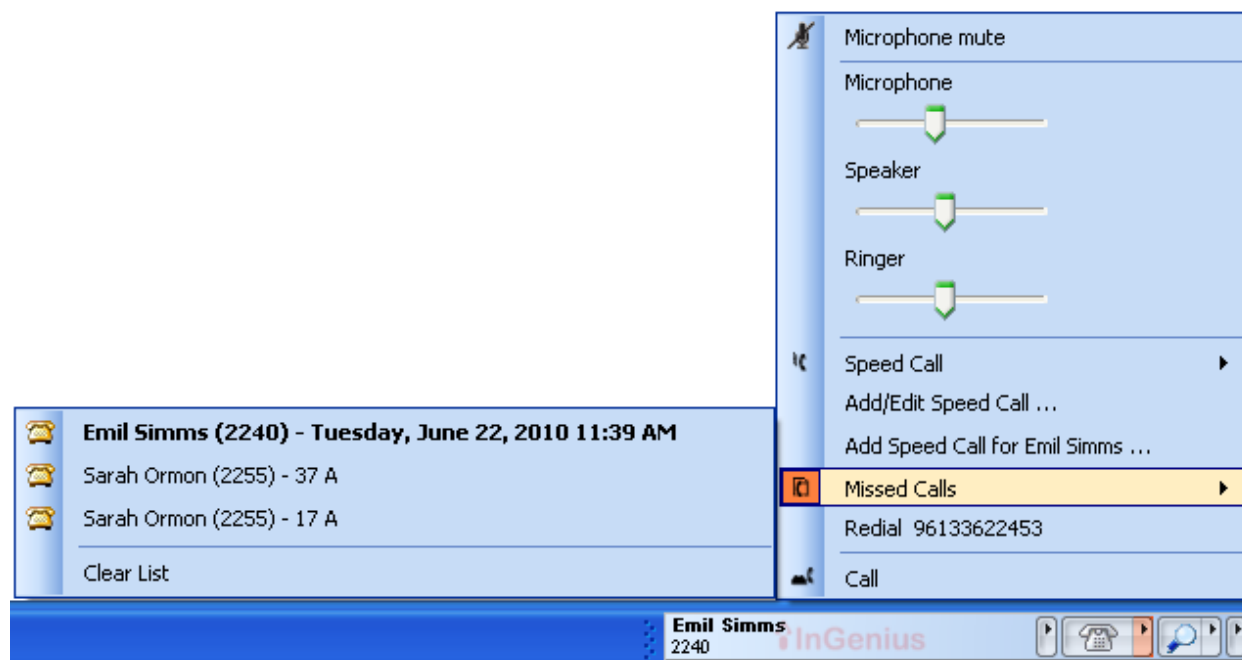 Microphone mute
Microphone
Speaker
Ringer
Speed Call
Add/Edit Speed Call ...
Add Speed Call for Emil Simms ...
Missed Calls
Redial 96133622453
Call
Emil Simms (2240) - Tuesday, June 22, 2010 11:39 AM
Sarah Ormon (2255) - 37 A
Sarah Ormon (2255) - 17 A
Clear List
Emil Simms
2240
InGenius